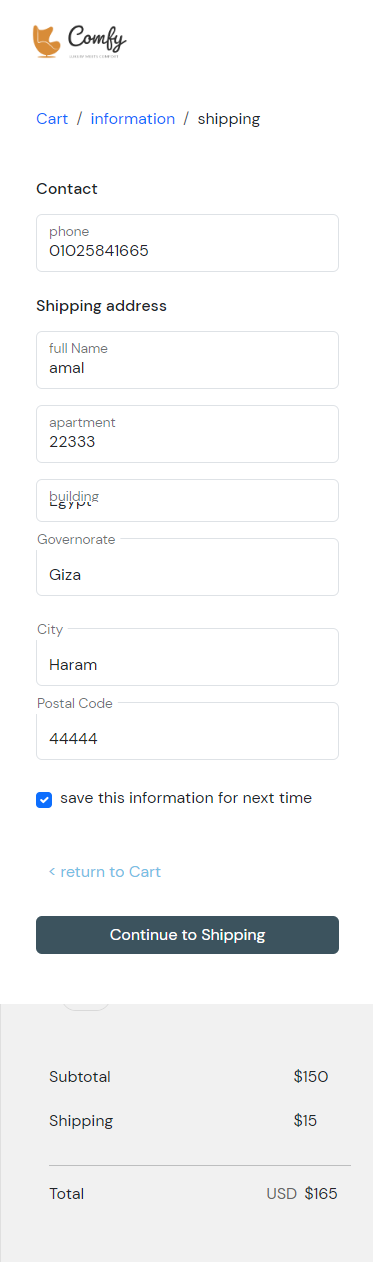 Comfy
Cart / information / shipping
Contact
phone
01025841665
Shipping address
full Name
amal
apartment
22333
building
Egypt
Governorate
Giza
City
Haram
Postal Code
44444
save this information for next time
< return to Cart
Continue to Shipping
Subtotal $150
Shipping $15
Total USD $165